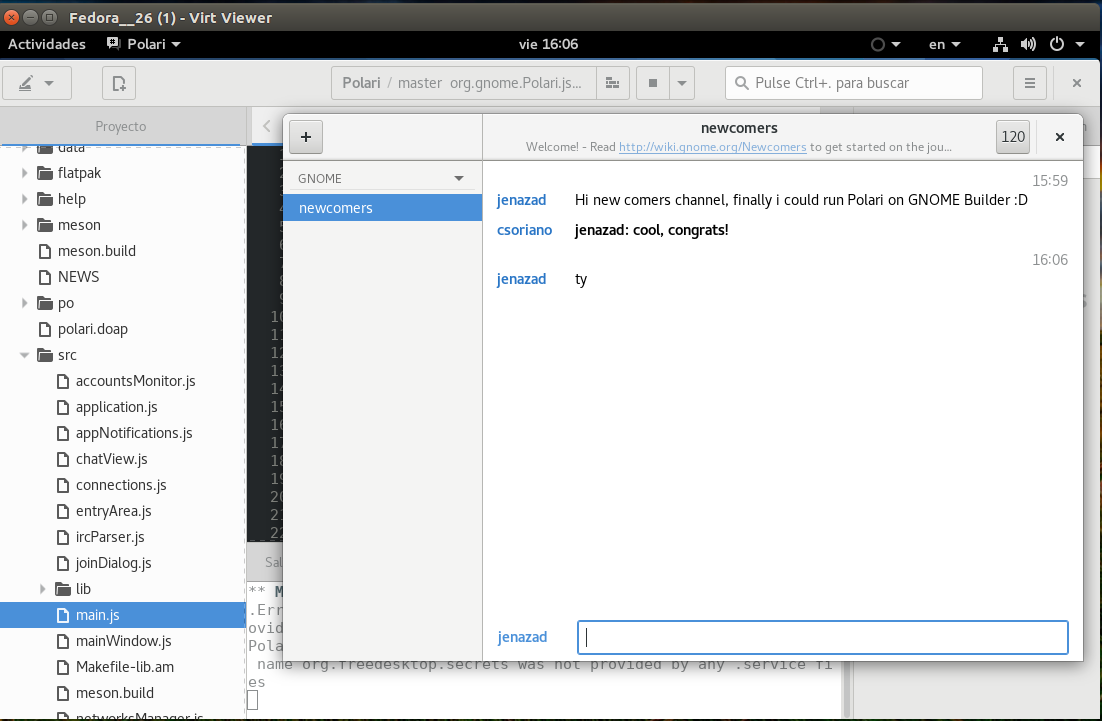 Fedora__26 (1) - Virt Viewer
Actividades Polari vie 16:06 en
Polari / master org.gnome.Polari.js... Pulse Ctrl+. para buscar
Proyecto
data
flatpak
help
meson
meson.build
NEWS
po
polari.doap
src
accountsMonitor.js
application.js
appNotifications.js
chatView.js
connections.js
entryArea.js
ircParser.js
joinDialog.js
lib
main.js
mainWindow.js
Makefile-lib.am
meson.build
networksManager.js
10
11
12
13
14
15
16
17
18
19
20
21
22
newcomers
Welcome! - Read http://wiki.gnome.org/Newcomers to get started on the jou...
120
GNOME
newcomers
15:59
jenazad Hi new comers channel, finally i could run Polari on GNOME Builder :D
csoriano jenazad: cool, congrats!
16:06
jenazad ty
jenazad
Sal
** M
.Err
ovid
Pola
name org.freedesktop.secrets was not provided by any .service fi
es